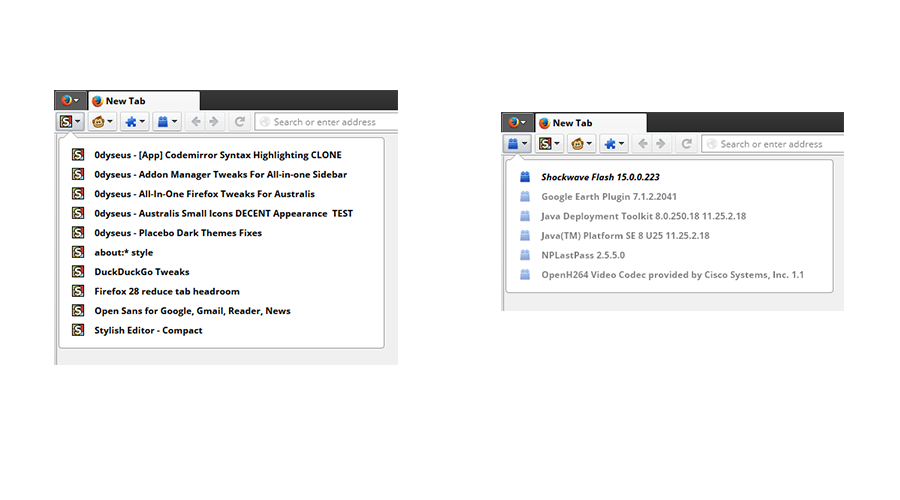 New Tab
Search or enter address
0dyseus - [App] Codemirror Syntax Highlighting CLONE
0dyseus - Addon Manager Tweaks For All-in-one Sidebar
0dyseus - All-In-One Firefox Tweaks For Australis
0dyseus - Australis Small Icons DECENT Appearance  TEST
0dyseus - Placebo Dark Themes Fixes
about:* style
DuckDuckGo Tweaks
Firefox 28 reduce tab headroom
Open Sans for Google, Gmail, Reader, News
Stylish Editor - Compact
New Tab
Search or enter address
Shockwave Flash 15.0.0.223
Google Earth Plugin 7.1.2.2041
Java Deployment Toolkit 8.0.250.18 11.25.2.18
Java(TM) Platform SE 8 U25 11.25.2.18
NPLastPass 2.5.5.0
OpenH264 Video Codec provided by Cisco Systems, Inc. 1.1